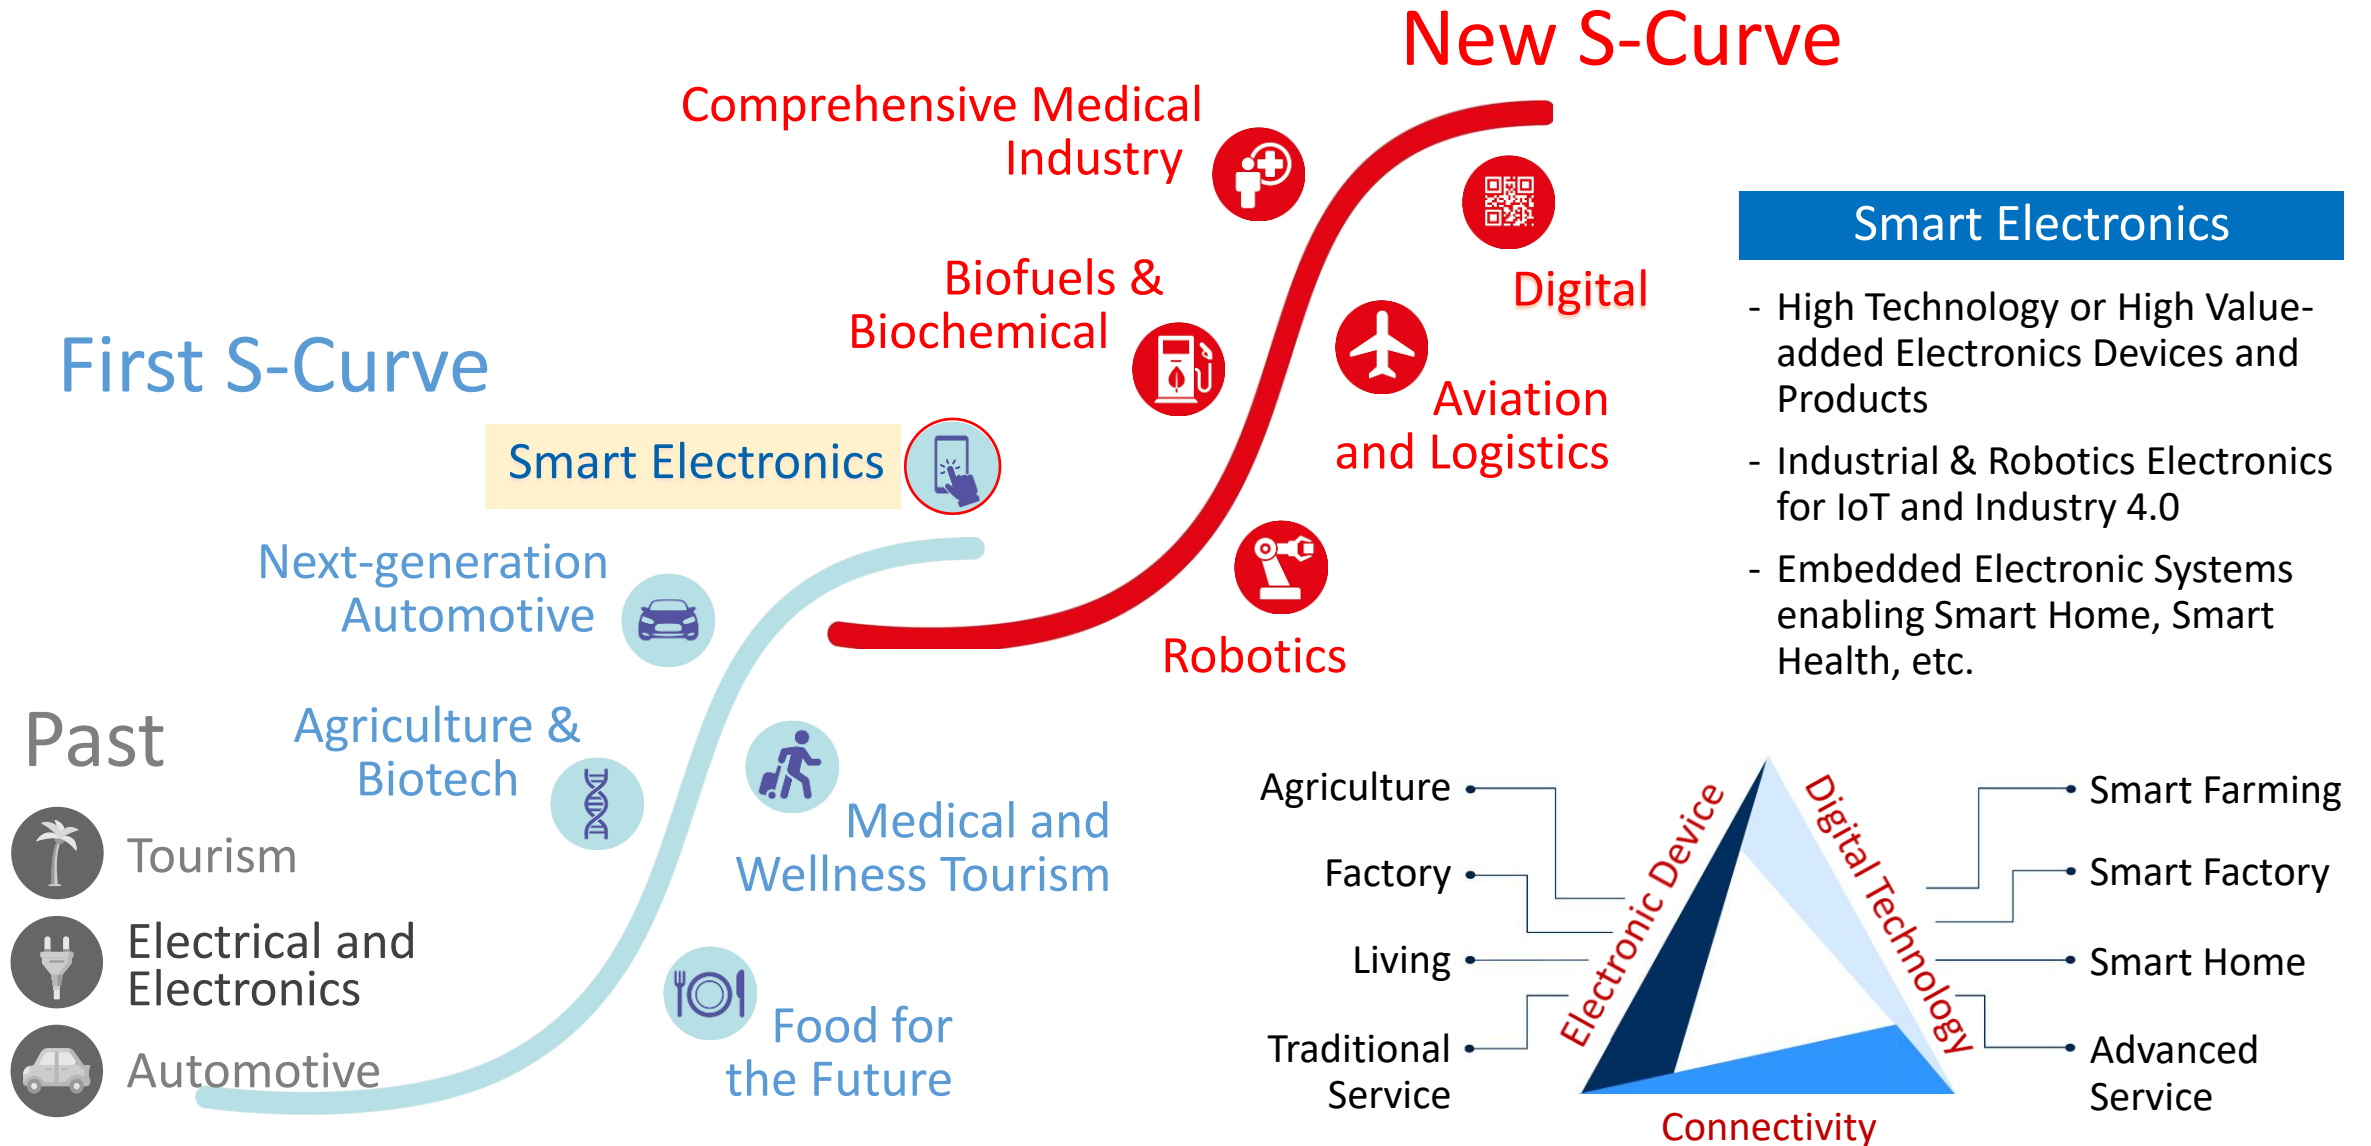 New S-Curve
Comprehensive Medical
Industry
Biofuels &
Biochemical
Digital
Aviation
and Logistics
Robotics
First S-Curve
Smart Electronics
Next-generation
Automotive
Agriculture &
Biotech
Medical and
Wellness Tourism
Food for
the Future
Past
Tourism
Electrical and
Electronics
Automotive
Smart Electronics
- High Technology or High Value-
added Electronics Devices and
Products
- Industrial & Robotics Electronics
for IoT and Industry 4.0
- Embedded Electronic Systems
enabling Smart Home, Smart
Health, etc.
Agriculture
Factory
Living
Traditional
Service
Electronic Device
Digital Technology
Connectivity
Smart Farming
Smart Factory
Smart Home
Advanced
Service